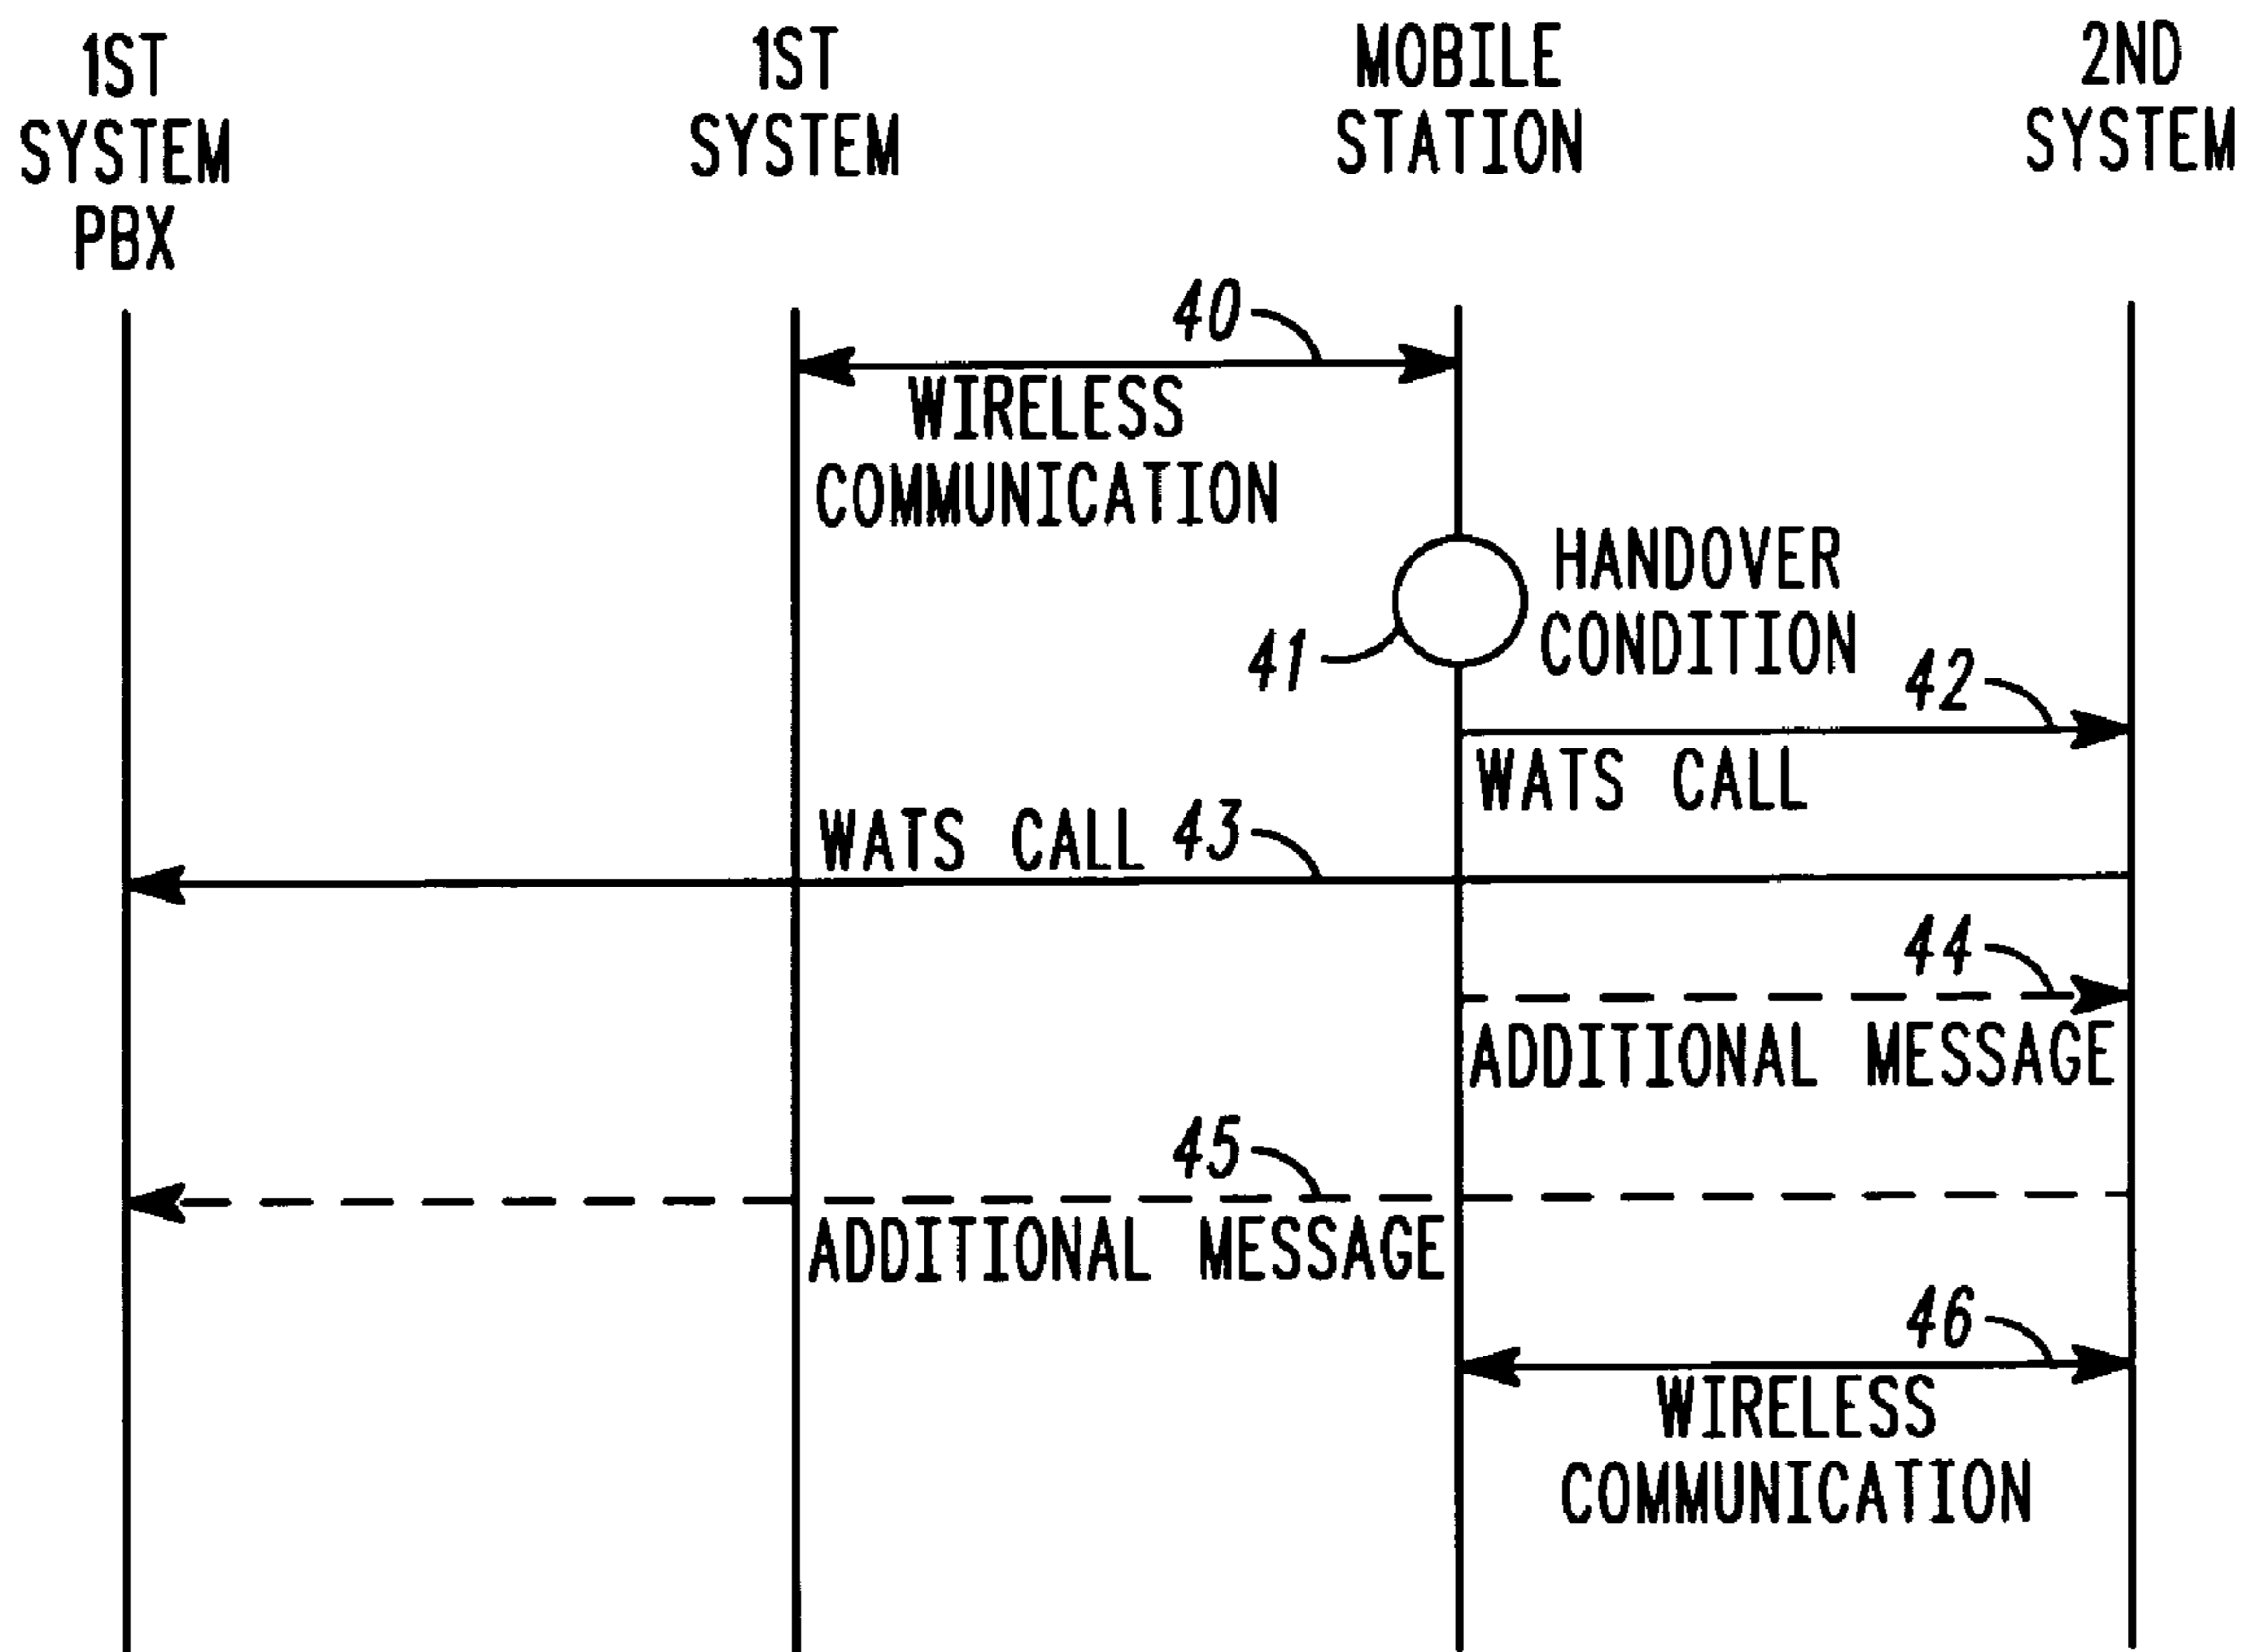 1ST
SYSTEM
PBX
1ST
SYSTEM
MOBILE
STATION
2ND
SYSTEM
40
WIRELESS
COMMUNICATION
HANDOVER
CONDITION
41
42
WATS CALL
WATS CALL 43
44
ADDITIONAL MESSAGE
45
ADDITIONAL MESSAGE
46
WIRELESS
COMMUNICATION